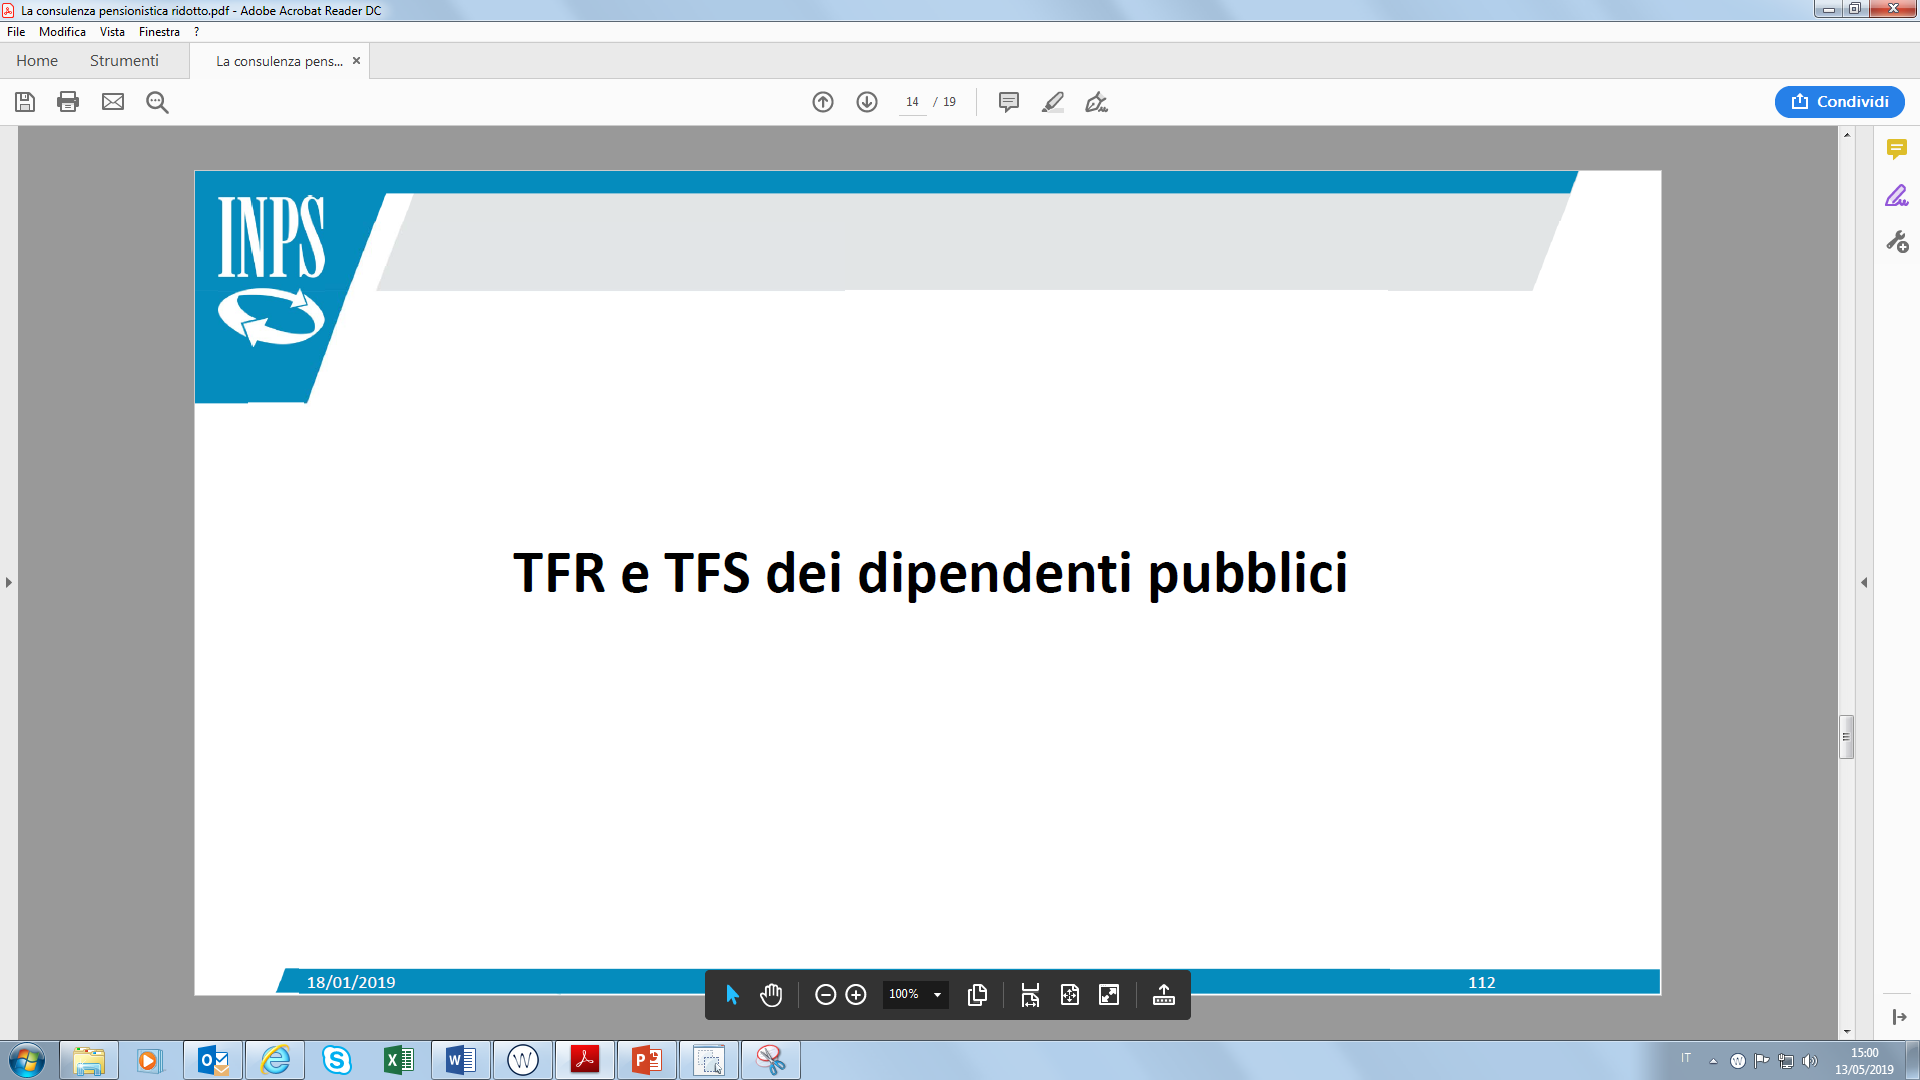 La consulenza pensionistica ridotto.pdf - Adobe Acrobat Reader DC
File Modifica Vista Finestra ?
Home Strumenti La consulenza pens... ×
14 / 19
Condividi
INPS
TFR e TFS dei dipendenti pubblici
18/01/2019 112
100%
IT 15:00
13/05/2019